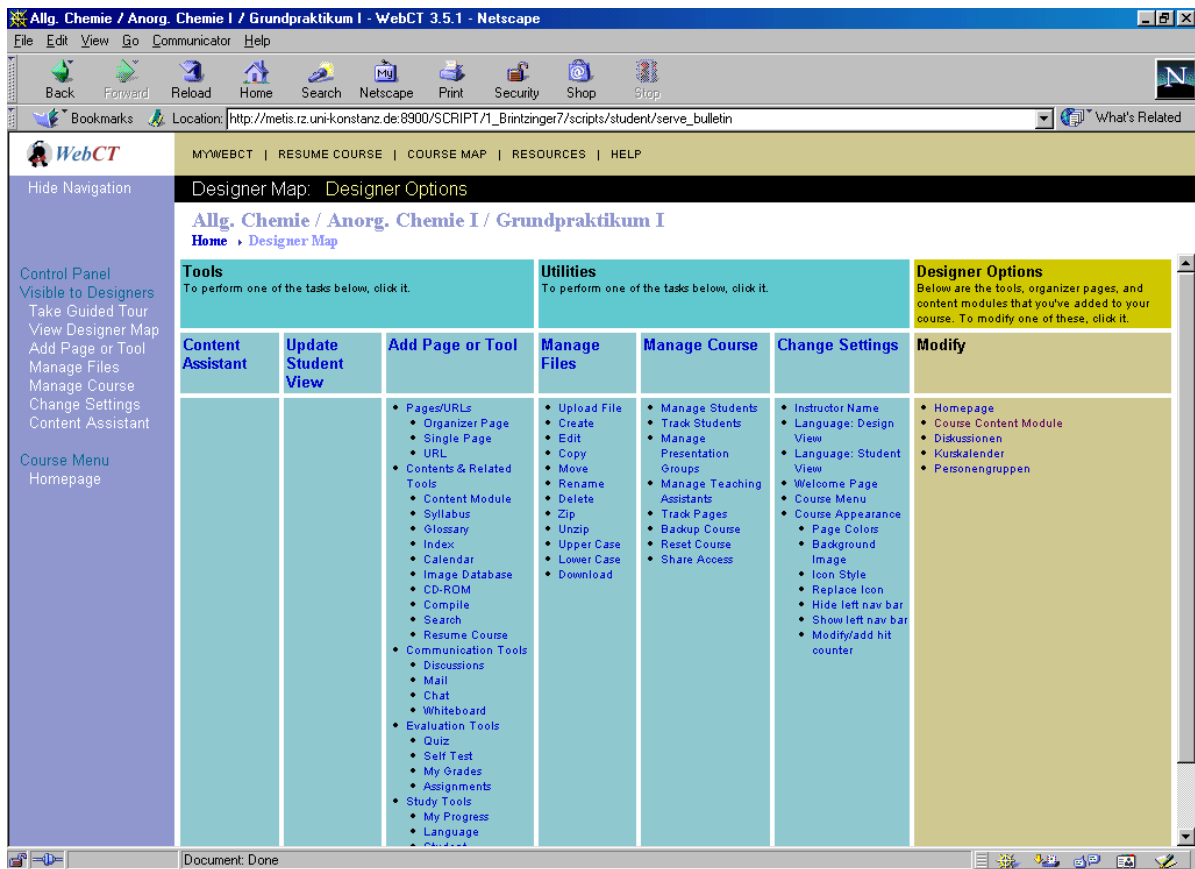 Allg. Chemie / Anorg. Chemie I / Grundpraktikum I - WebCT 3.5.1 - Netscape
File Edit View Go Communicator Help
Back Forward Reload Home Search Netscape Print Security Shop Stop
My
N
Bookmarks Location: http://metis.rz.uni-konstanz.de:8900/SCRIPT/1_Brintzinger7/scripts/student/serve_bulletin What's Related
WebCT
MYWEBCT | RESUME COURSE | COURSE MAP | RESOURCES | HELP
Hide Navigation
Designer Map: Designer Options
Allg. Chemie / Anorg. Chemie I / Grundpraktikum I
Home Designer Map
Control Panel
Visible to Designers
Take Guided Tour
View Designer Map
Add Page or Tool
Manage Files
Manage Course
Change Settings
Content Assistant
Course Menu
Homepage
Tools
To perform one of the tasks below, click it.
Utilities
To perform one of the tasks below, click it.
Designer Options
Below are the tools, organizer pages, and
content modules that you've added to your
course. To modify one of these, click it.
Content
Assistant
Update
Student
View
Add Page or Tool
Manage
Files
Manage Course
Change Settings
Modify
• Pages/URLs
• Organizer Page
• Single Page
• URL
• Contents & Related
Tools
• Content Module
• Syllabus
• Glossary
• Index
• Calendar
• Image Database
• CD-ROM
• Compile
• Search
• Resume Course
• Communication Tools
• Discussions
• Mail
• Chat
• Whiteboard
• Evaluation Tools
• Quiz
• Self Test
• My Grades
• Assignments
• Study Tools
• My Progress
• Language
• Student
• Upload File
• Create
• Edit
• Copy
• Move
• Rename
• Delete
• Zip
• Unzip
• Upper Case
• Lower Case
• Download
• Manage Students
• Track Students
• Manage
Presentation
Groups
• Manage Teaching
Assistants
• Track Pages
• Backup Course
• Reset Course
• Share Access
• Instructor Name
• Language: Design
View
• Language: Student
View
• Welcome Page
• Course Menu
• Course Appearance
• Page Colors
• Background
Image
• Icon Style
• Replace Icon
• Hide left nav bar
• Show left nav bar
• Modify/add hit
counter
• Homepage
• Course Content Module
• Diskussionen
• Kurskalender
• Personengruppen
Document: Done